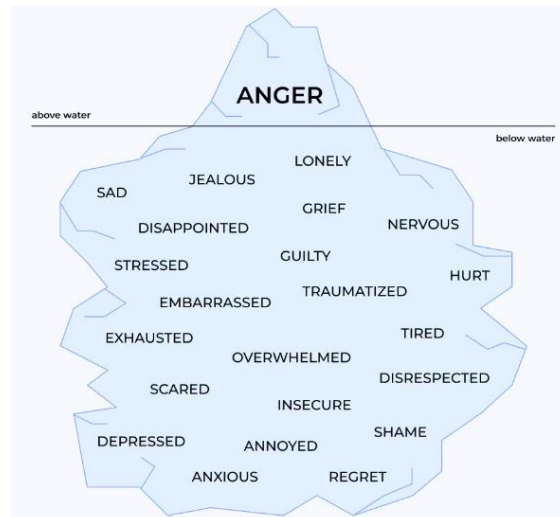 ANGER
above water
below water
LONELY
JEALOUS
SAD
GRIEF
NERVOUS
DISAPPOINTED
GUILTY
STRESSED
HURT
TRAUMATIZED
EMBARRASSED
TIRED
EXHAUSTED
OVERWHELMED
DISRESPECTED
SCARED
INSECURE
SHAME
DEPRESSED
ANNOYED
ANXIOUS
REGRET